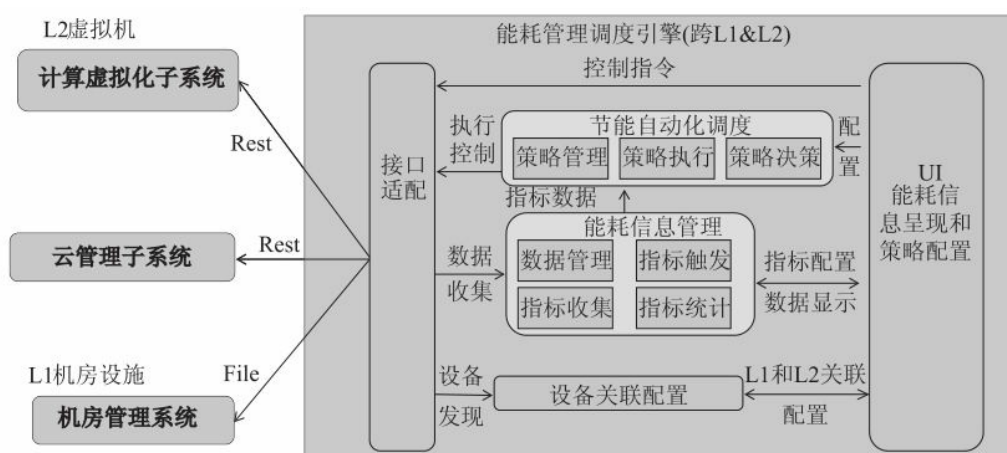 L2虚拟机
计算虚拟化子系统
Rest
云管理子系统
Rest
L1机房设施
File
机房管理系统
能耗管理调度引擎(跨L1&L2)
控制指令
接口
适配
执行
控制
节能自动化调度
策略管理
策略执行
策略决策
配
置
指标数据
能耗信息管理
数据管理
指标触发
指标收集
指标统计
数据
收集
指标配置
数据显示
设备
发现
设备关联配置
L1和L2关联
配置
UI
能耗信
息呈现和
策略配置